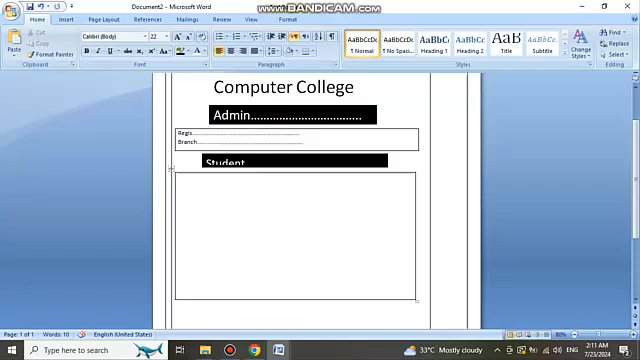 Document2 - Microsoft Word
WWW.BANDICAM.COM
Home Insert Page Layout References Mailings Review View Format
Paste
Cut
Copy
Format Painter
Clipboard
Calibri (Body) 22
Font
Paragraph
AaBbCcDc AaBbCcDc AaBbC AaBbCc AaB AaBbCc.
¶ Normal ¶ No Spaci... Heading 1 Heading 2 Title Subtitle
Change Styles
Styles
Find
Replace
Select
Editing
Computer College
Admin..................................
Regis.................................................................
Branch................................................................
Student
Page: 1 of 1 Words: 10 English (United States) 80%
Type here to search
33°C Mostly cloudy
ENG
2:11 AM
7/23/2024